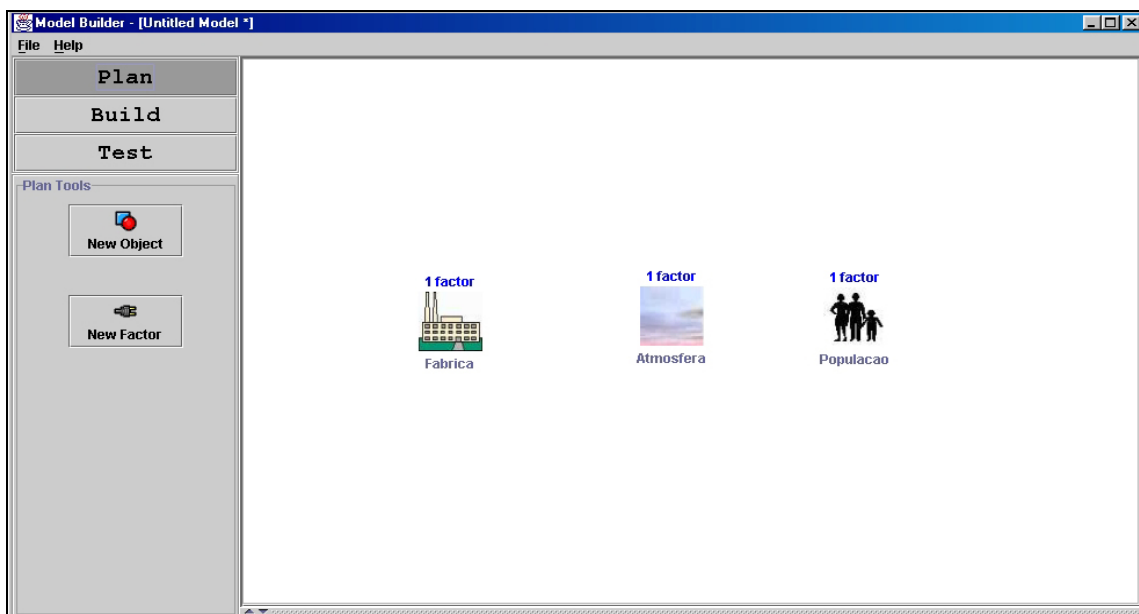 Model Builder - [Untitled Model *]
File Help
Plan
Build
Test
Plan Tools
New Object
New Factor
1 factor
Fabrica
1 factor
Atmosfera
1 factor
Populacao